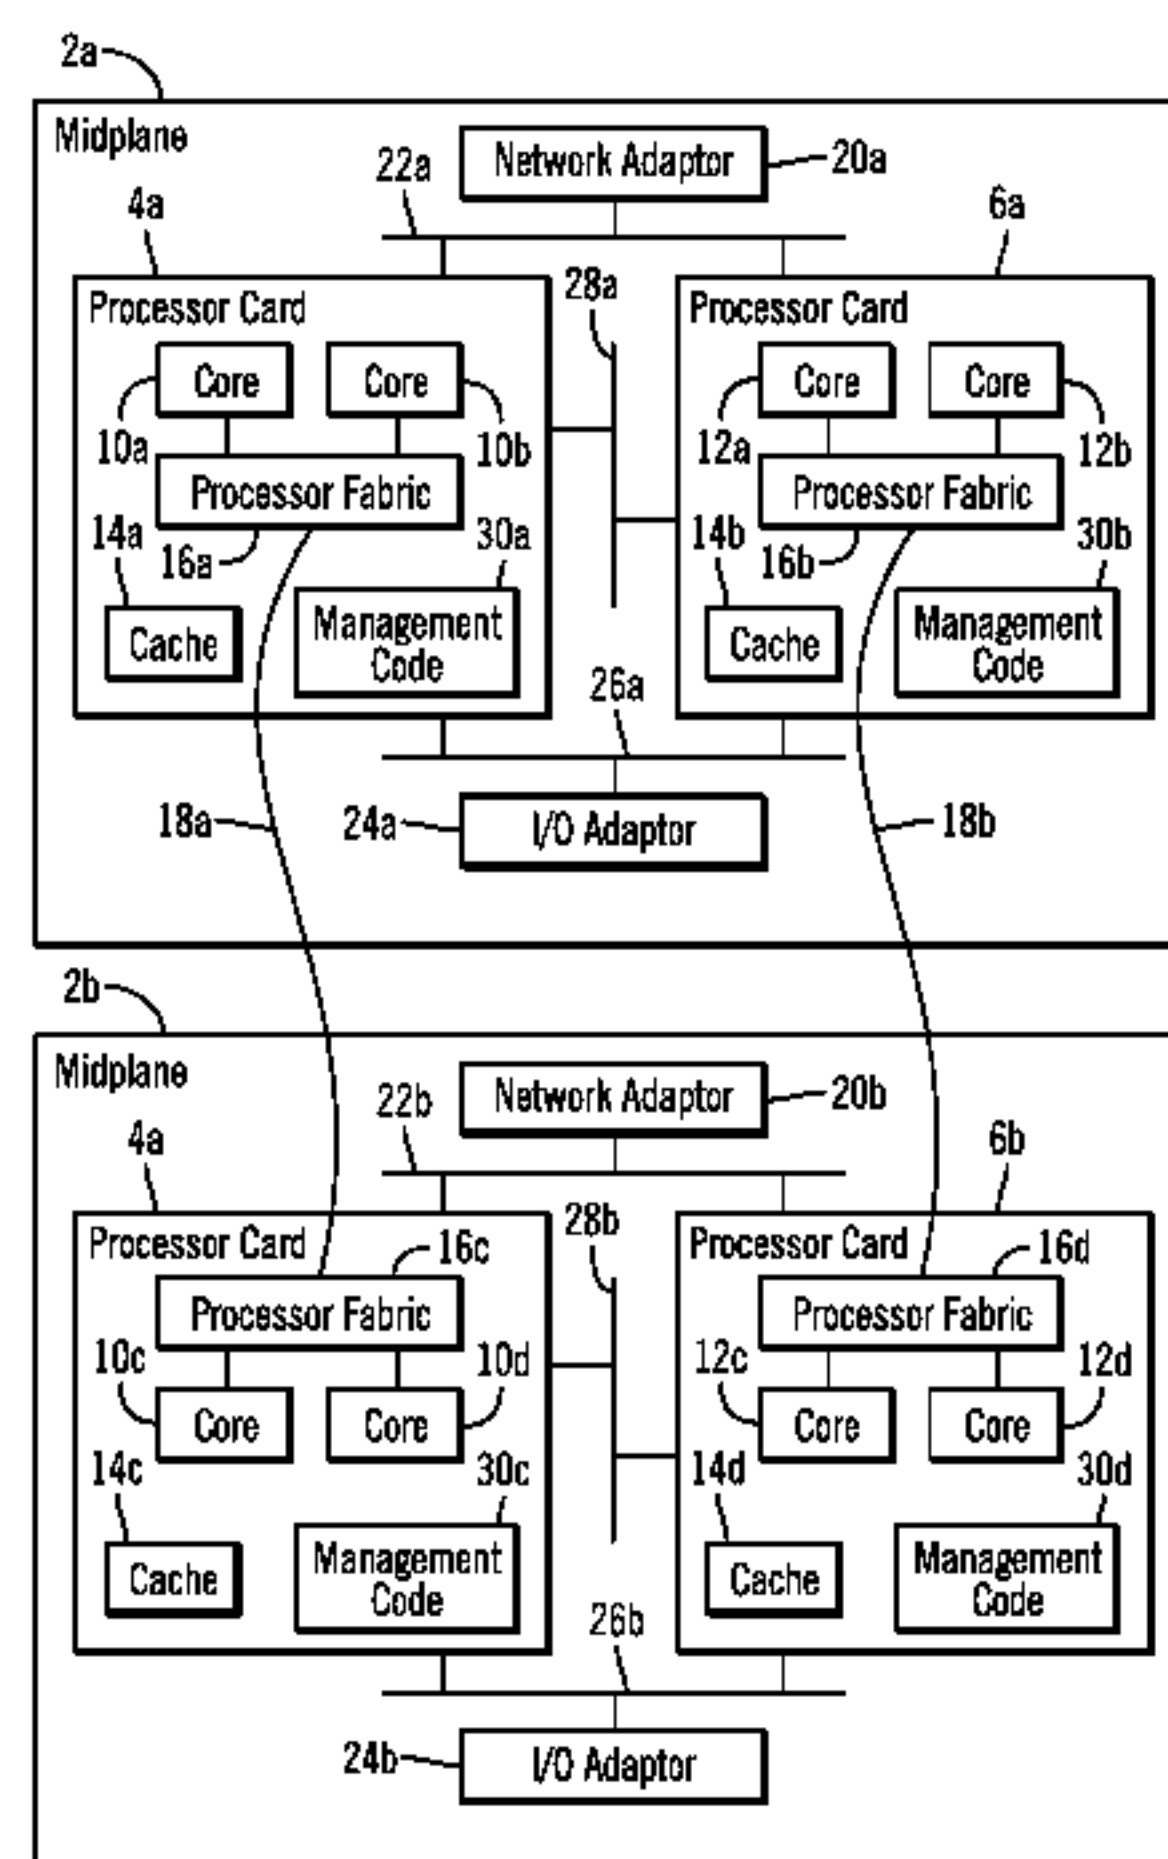 2a
Midplane
Network Adaptor
20a
22a
4a
6a
28a
Processor Card
Processor Card
Core
Core
Core
Core
10a
10b
12a
12b
Processor Fabric
Processor Fabric
14a
16a
30a
14b
16b
30b
Cache
Management
Code
Cache
Management
Code
26a
18a
24a
I/O Adaptor
18b
2b
Midplane
Network Adaptor
20b
22b
4a
6b
28b
Processor Card
16c
Processor Card
16d
Processor Fabric
Processor Fabric
10c
10d
12c
12d
Core
Core
Core
Core
14c
30c
14d
30d
Cache
Management
Code
Cache
Management
Code
26b
24b
I/O Adaptor